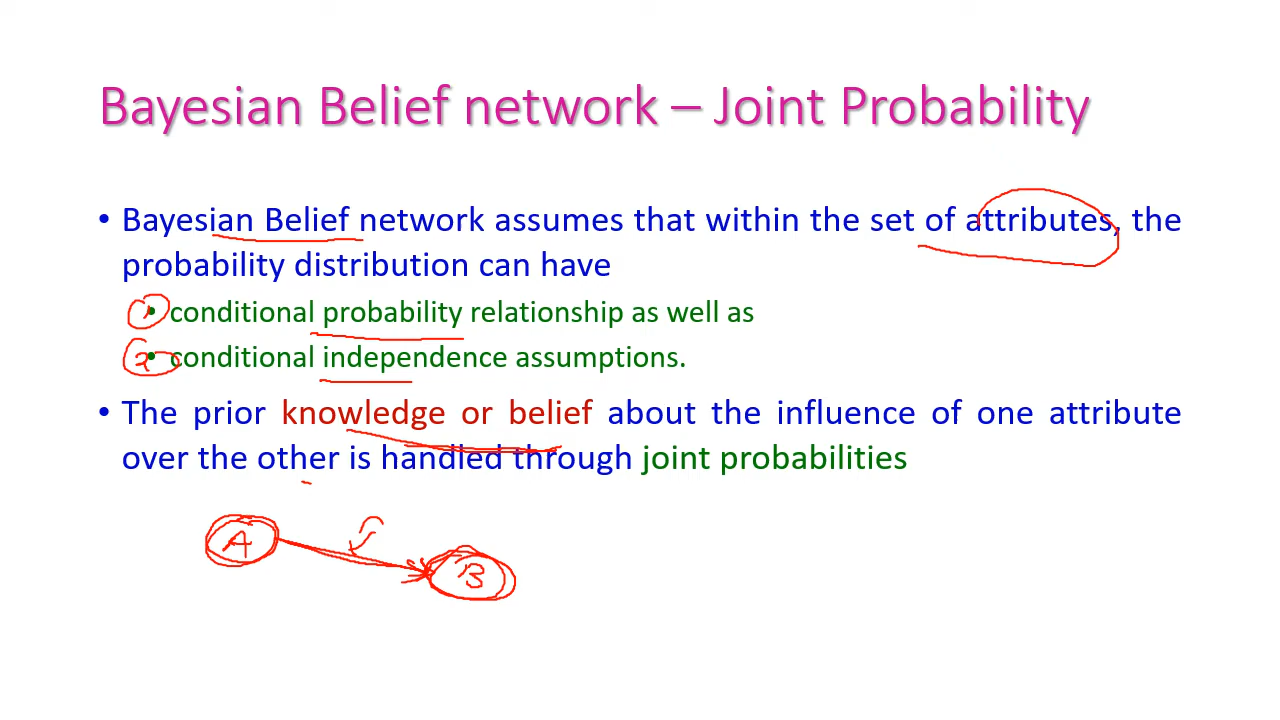 Bayesian Belief network – Joint Probability
• Bayesian Belief network assumes that within the set of attributes, the
probability distribution can have
1 • conditional probability relationship as well as
2 • conditional independence assumptions.
• The prior knowledge or belief about the influence of one attribute
over the other is handled through joint probabilities
A
B